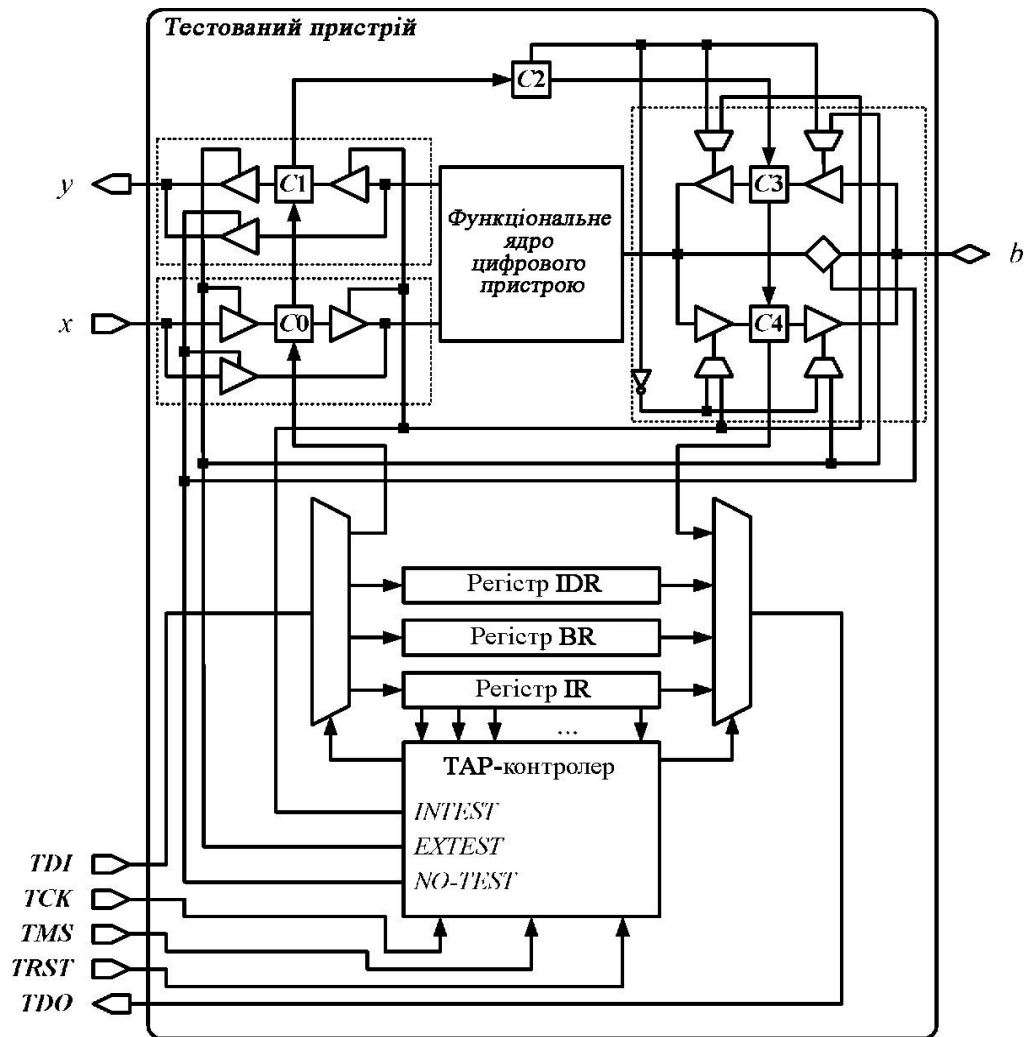 Тестований пристрій
C2
y
C1
C3
Функціональне
ядро
цифрового
пристрою
b
x
C0
C4
Регістр IDR
Регістр BR
Регістр IR
...
TAP-контролер
INTEST
EXTEST
NO-TEST
TDI
TCK
TMS
TRST
TDO